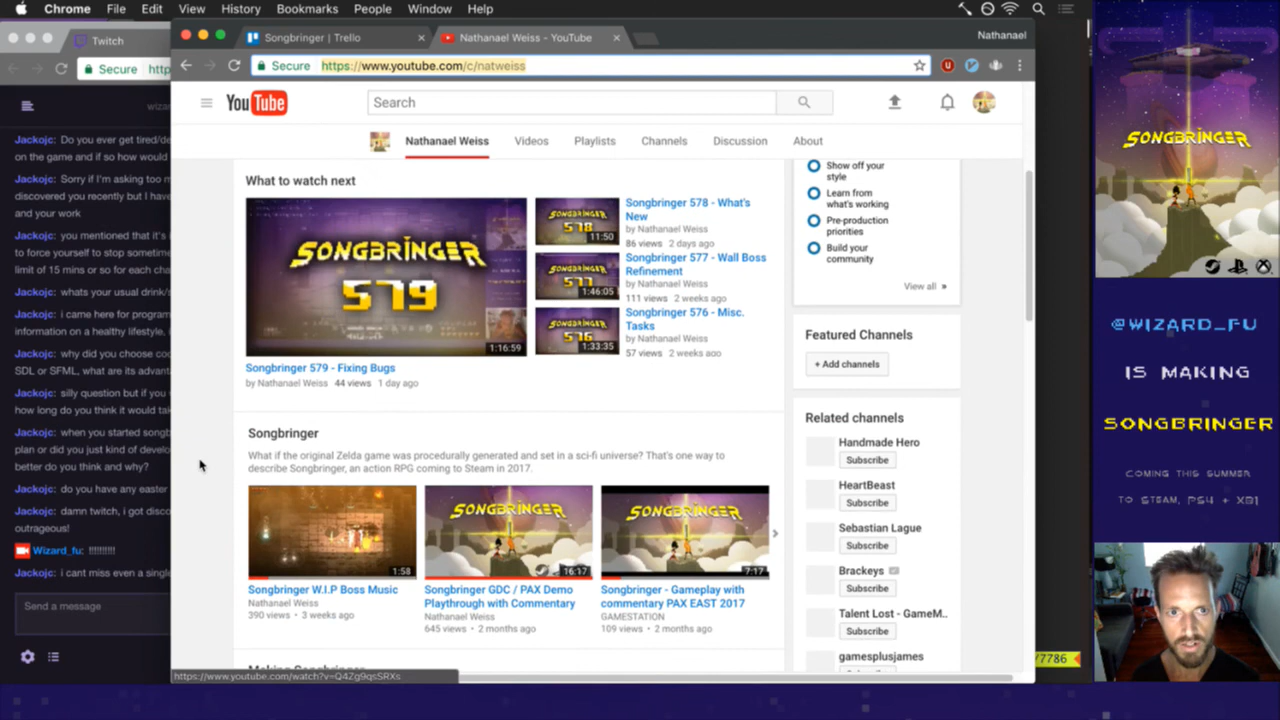 Chrome File Edit View History Bookmarks People Window Help
Twitch
Songbringer | Trello
Nathanael Weiss - YouTube
Nathanael
Secure
Secure https://www.youtube.com/c/natweiss
YouTube
Search
Nathanael Weiss Videos Playlists Channels Discussion About
Jackojc: Do you ever get tired/de
on the game and if so how would
Jackojc: Sorry if I'm asking too m
discovered you recently but I have
and your work
Jackojc: you mentioned that it's i
to force yourself to stop sometime
limit of 15 mins or so for each cha
Jackojc: whats your usual drink/s
Jackojc: i came here for program
information on a healthy lifestyle, i
Jackojc: why did you choose coc
SDL or SFML, what are its advant
Jackojc: silly question but if you
how long do you think it would tak
Jackojc: when you started songb
plan or did you just kind of develo
better do you think and why?
Jackojc: do you have any easter
Jackojc: damn twitch, i got disco
outrageous!
Wizard_fu: !!!!!!!!!!
Jackojc: i cant miss even a single
Send a message
What to watch next
SONGBRINGER
579
1:16:59
Songbringer 579 - Fixing Bugs
by Nathanael Weiss 44 views 1 day ago
SONGBRINGER
578
11:50
Songbringer 578 - What's
New
by Nathanael Weiss
86 views 2 days ago
SONGBRINGER
577
1:46:05
Songbringer 577 - Wall Boss
Refinement
by Nathanael Weiss
111 views 2 weeks ago
SONGBRINGER
576
1:33:35
Songbringer 576 - Misc.
Tasks
by Nathanael Weiss
57 views 2 weeks ago
Songbringer
What if the original Zelda game was procedurally generated and set in a sci-fi universe? That's one way to
describe Songbringer, an action RPG coming to Steam in 2017.
1:58
Songbringer W.I.P Boss Music
Nathanael Weiss
390 views • 3 weeks ago
SONGBRINGER
16:17
Songbringer GDC / PAX Demo
Playthrough with Commentary
Nathanael Weiss
645 views • 2 months ago
SONGBRINGER
7:17
Songbringer - Gameplay with
commentary PAX EAST 2017
GAMESTATION
109 views • 2 months ago
Making Songbringer
https://www.youtube.com/watch?v=Q4Zg9qsSRXs
Show off your
style
Learn from
what's working
Pre-production
priorities
Build your
community
View all »
Featured Channels
+ Add channels
Related channels
Handmade Hero
Subscribe
HeartBeast
Subscribe
Sebastian Lague
Subscribe
Brackeys
Subscribe
Talent Lost - GameM..
Subscribe
gamesplusjames
/7786
SONGBRINGER
@WIZARD_FU
IS MAKING
SONGBRINGER
COMING THIS SUMMER
TO STEAM, PS4 + XB1